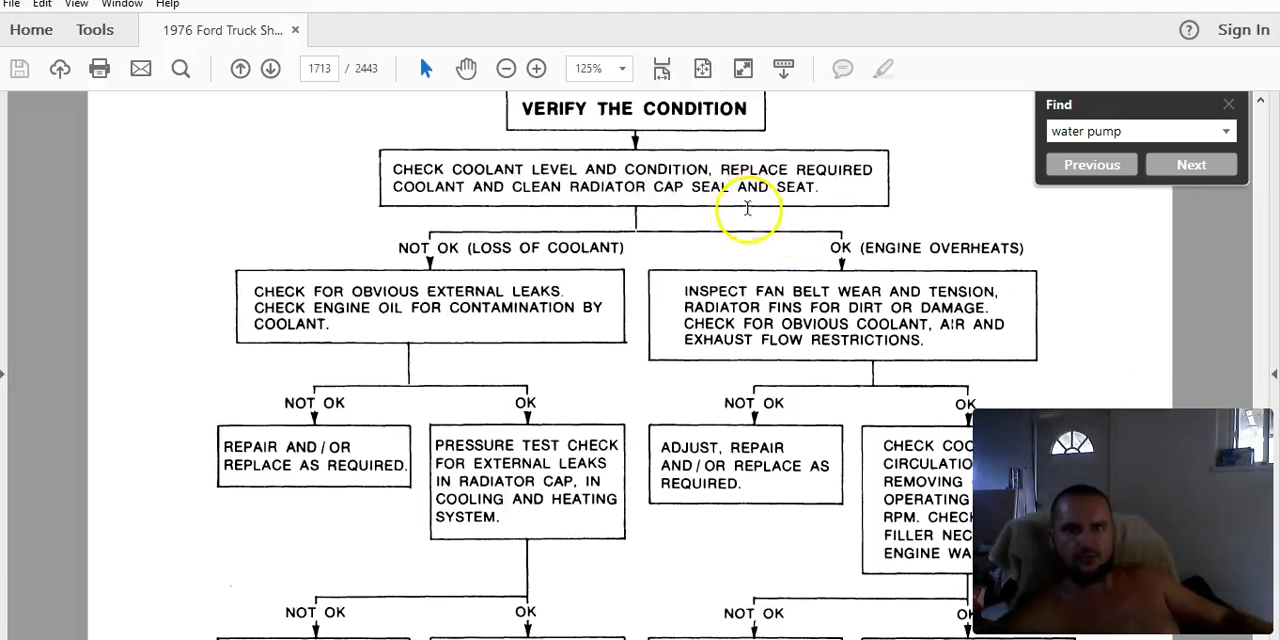 File Edit View Window Help
Home Tools 1976 Ford Truck Sh... × ? Sign In
1713 / 2443 125%
Find
water pump
Previous Next
VERIFY THE CONDITION
CHECK COOLANT LEVEL AND CONDITION, REPLACE REQUIRED
COOLANT AND CLEAN RADIATOR CAP SEAL AND SEAT.
NOT OK (LOSS OF COOLANT)
OK (ENGINE OVERHEATS)
CHECK FOR OBVIOUS EXTERNAL LEAKS.
CHECK ENGINE OIL FOR CONTAMINATION BY
COOLANT.
INSPECT FAN BELT WEAR AND TENSION,
RADIATOR FINS FOR DIRT OR DAMAGE.
CHECK FOR OBVIOUS COOLANT, AIR AND
EXHAUST FLOW RESTRICTIONS.
NOT OK
OK
NOT OK
OK
REPAIR AND/OR
REPLACE AS REQUIRED.
PRESSURE TEST CHECK
FOR EXTERNAL LEAKS
IN RADIATOR CAP, IN
COOLING AND HEATING
SYSTEM.
ADJUST, REPAIR
AND/OR REPLACE AS
REQUIRED.
CHECK COO
CIRCULATIO
REMOVING
OPERATING
RPM. CHECK
FILLER NEC
ENGINE WA
NOT OK
OK
NOT OK
OK